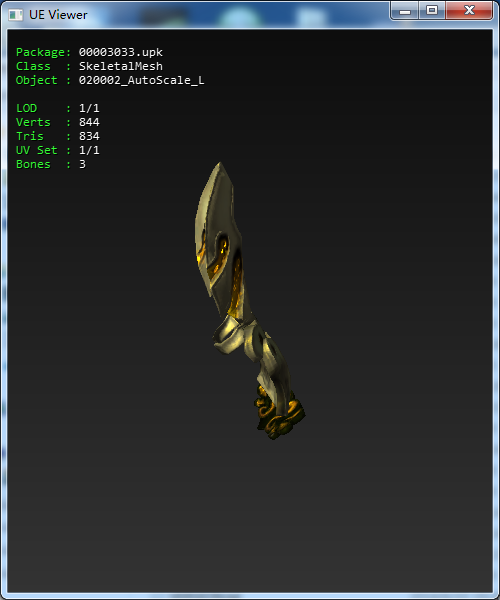 UE Viewer
Package: 00003033.upk
Class : SkeletalMesh
Object : 020002_AutoScale_L
LOD : 1/1
Verts : 844
Tris : 834
UV Set : 1/1
Bones : 3